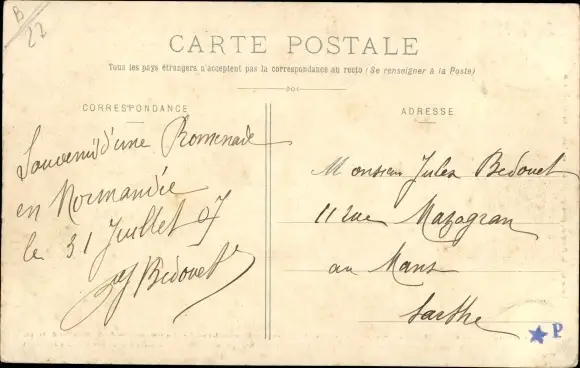 B
22
CARTE POSTALE
Tous les pays étrangers n'acceptent pas la correspondance au recto (Se renseigner à la Poste)
CORRESPONDANCE
Souvenir d'une Promenade
en Normandie
le 31 Juillet 07
Bedouet
ADRESSE
Monsieur Jules Bedouet
11 rue Mazagran
au Mans
Sarthe
P